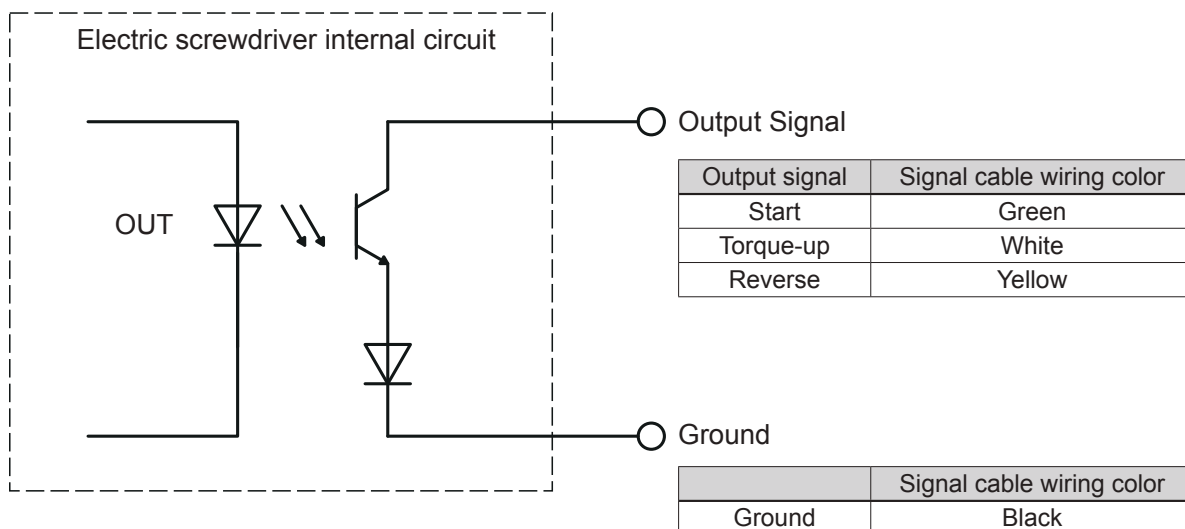 Electric screwdriver internal circuit
OUT
Output Signal
Output signal Signal cable wiring color
Start Green
Torque-up White
Reverse Yellow
Ground
Signal cable wiring color
Ground Black